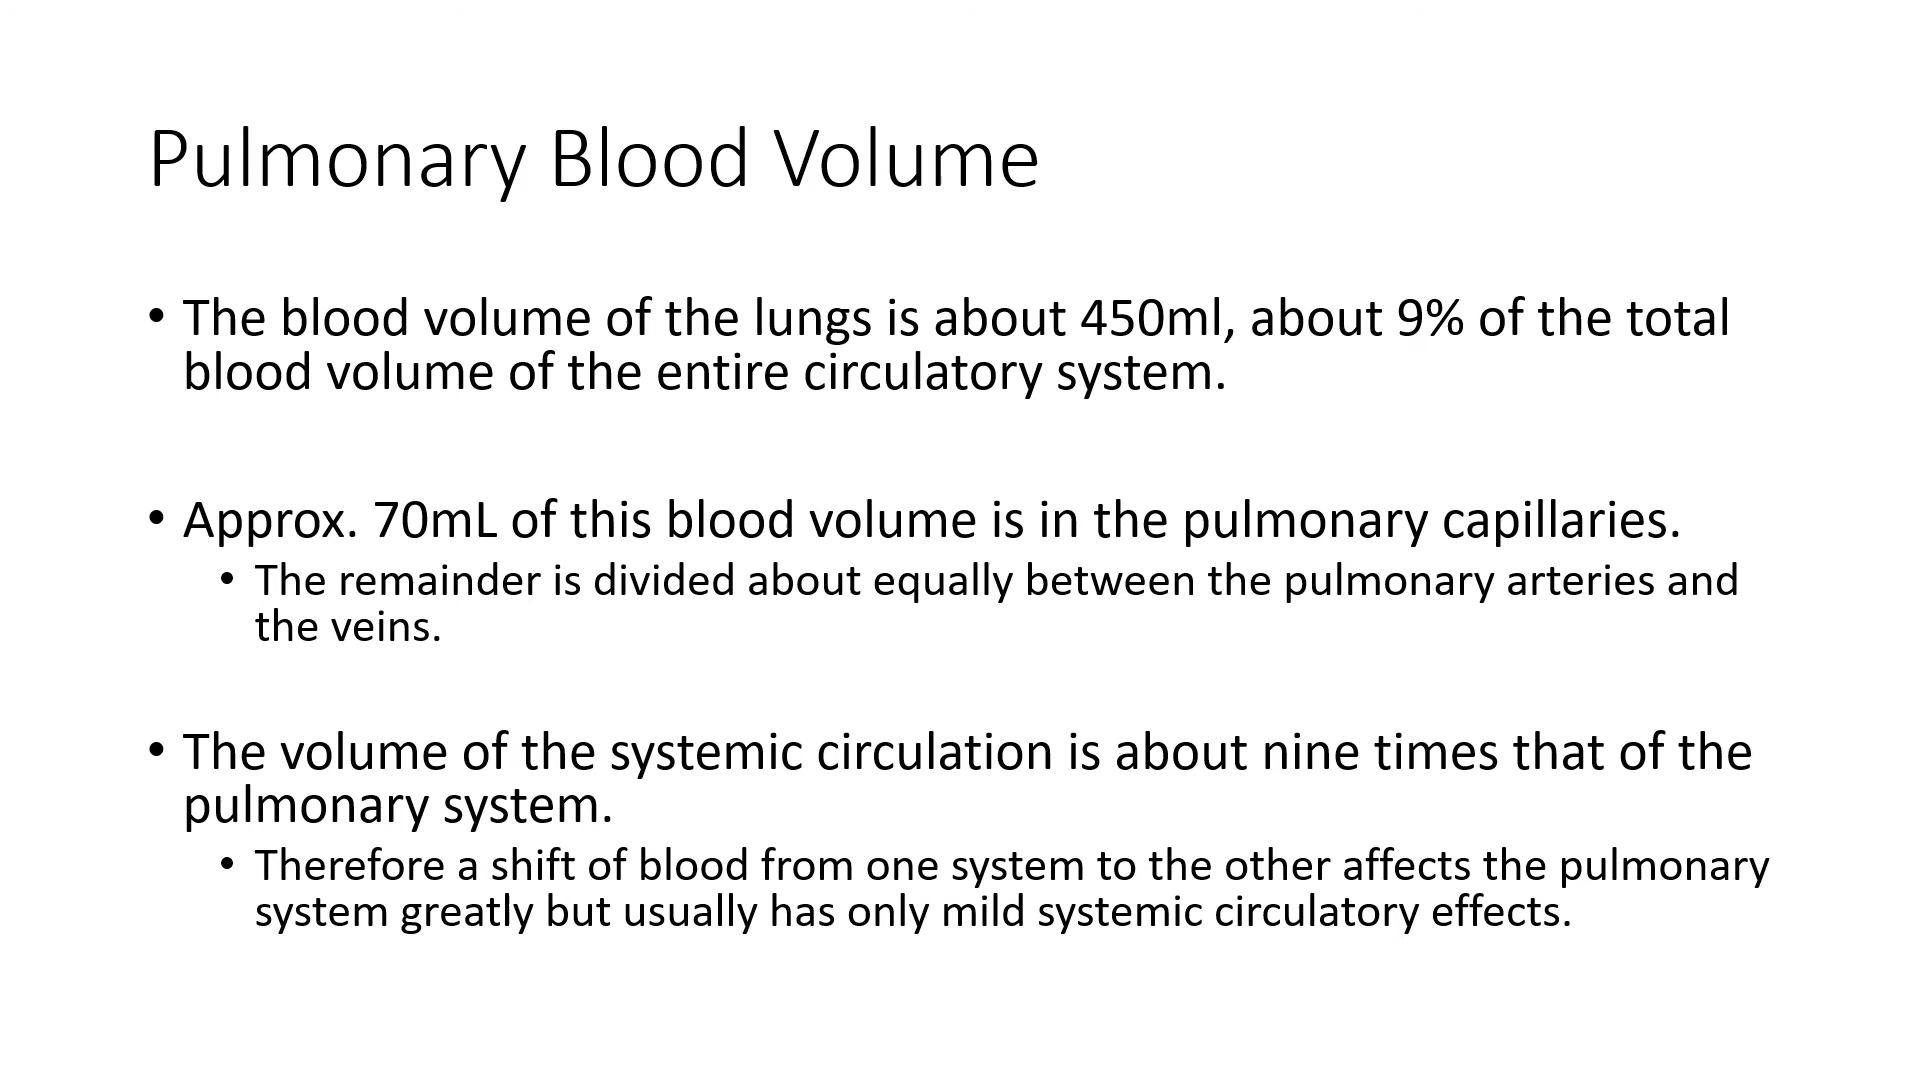 Pulmonary Blood Volume
• The blood volume of the lungs is about 450ml, about 9% of the total
blood volume of the entire circulatory system.
• Approx. 70mL of this blood volume is in the pulmonary capillaries.
• The remainder is divided about equally between the pulmonary arteries and
the veins.
• The volume of the systemic circulation is about nine times that of the
pulmonary system.
• Therefore a shift of blood from one system to the other affects the pulmonary
system greatly but usually has only mild systemic circulatory effects.